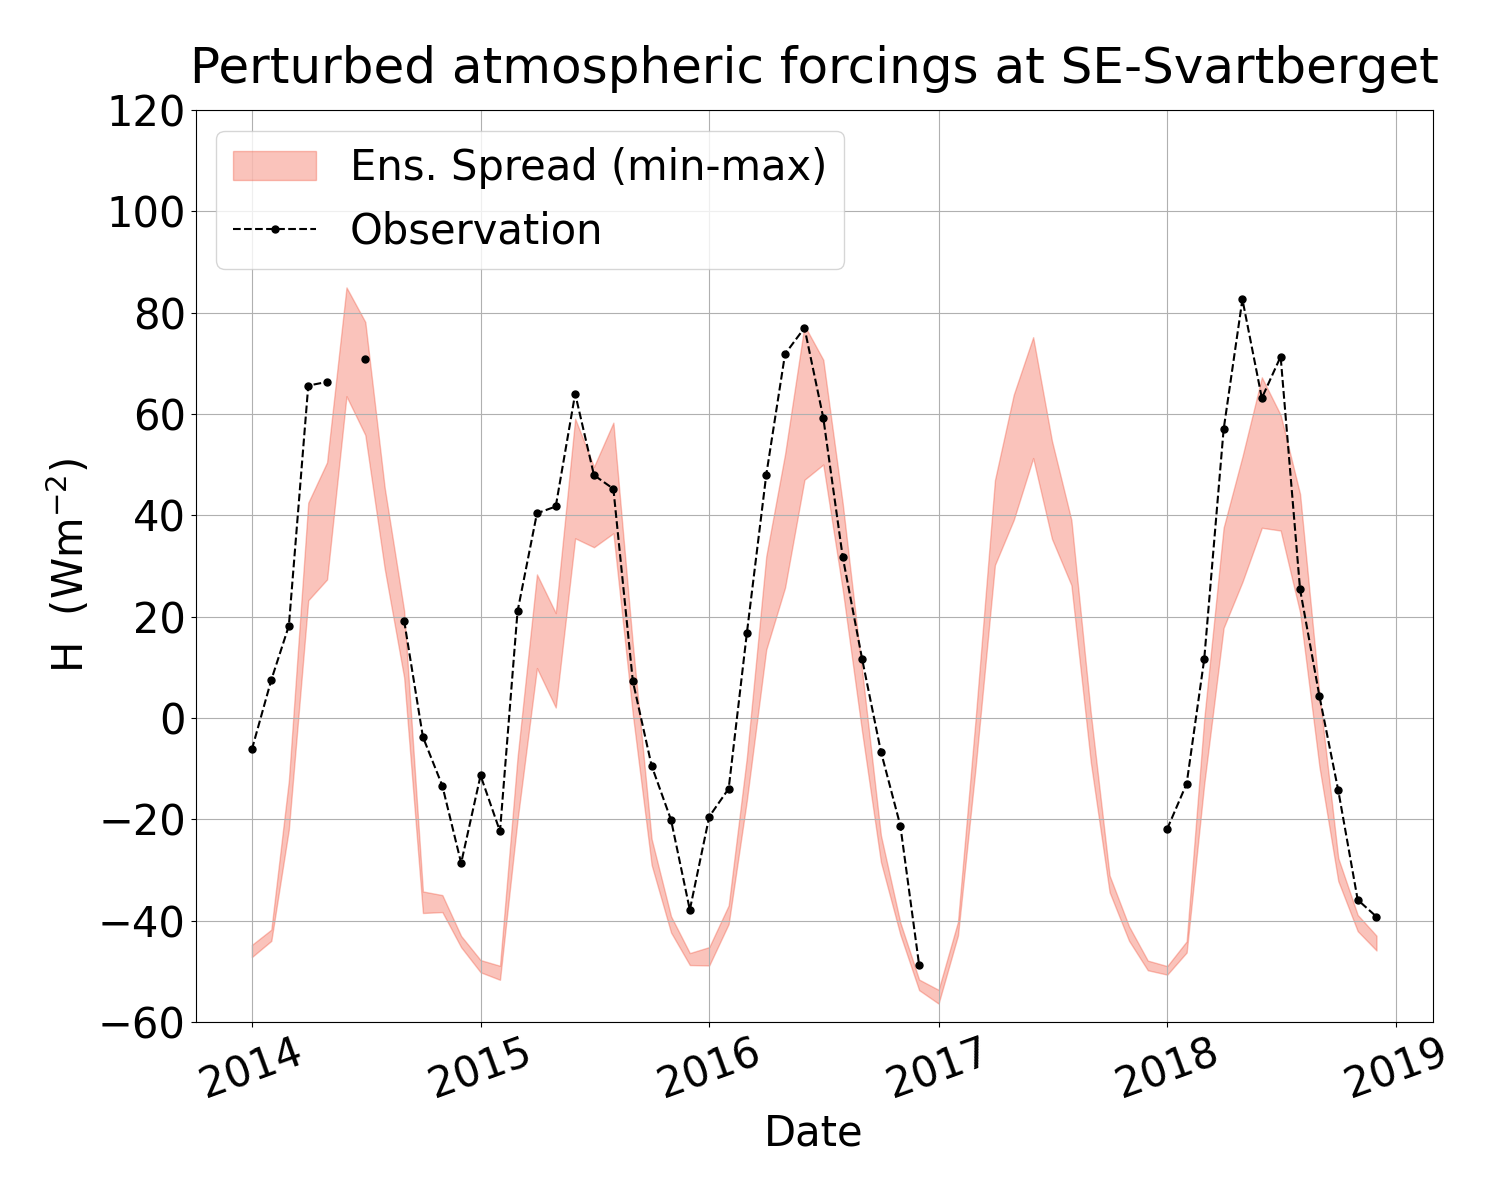 Perturbed atmospheric forcings at SE-Svartberget
120
100
80
60
40
20
0
−20
−40
−60
H (Wm⁻²)
Ens. Spread (min-max)
Observation
2014 2015 2016 2017 2018 2019
Date